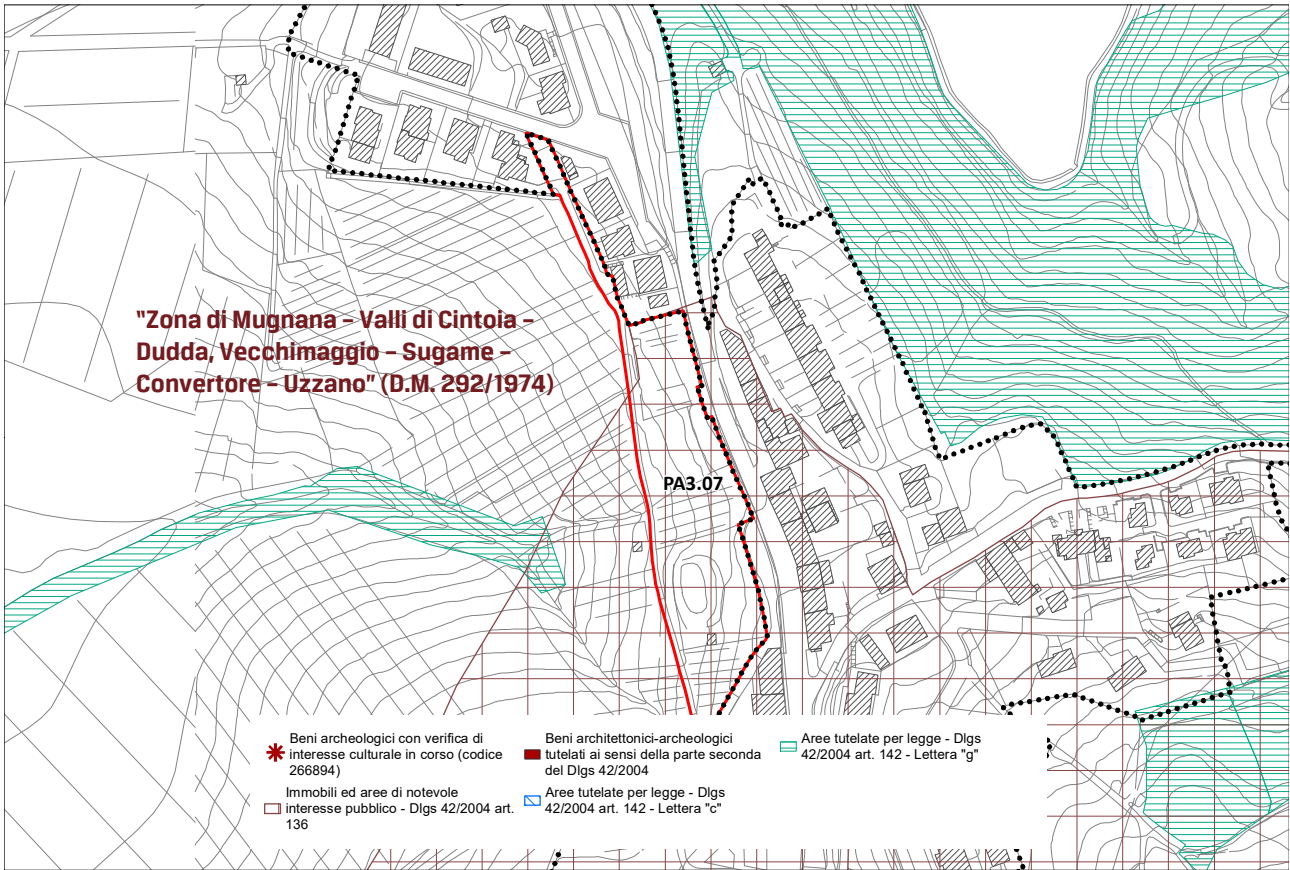 "Zona di Mugnana – Valli di Cintoia –
Dudda, Vecchimaggio – Sugame –
Convertore – Uzzano" (D.M. 292/1974)
PA3.07
Beni archeologici con verifica di
interesse culturale in corso (codice
266894)
Immobili ed aree di notevole
interesse pubblico - Dlgs 42/2004 art.
136
Beni architettonici-archeologici
tutelati ai sensi della parte seconda
del Dlgs 42/2004
Aree tutelate per legge - Dlgs
42/2004 art. 142 - Lettera "c"
Aree tutelate per legge - Dlgs
42/2004 art. 142 - Lettera "g"